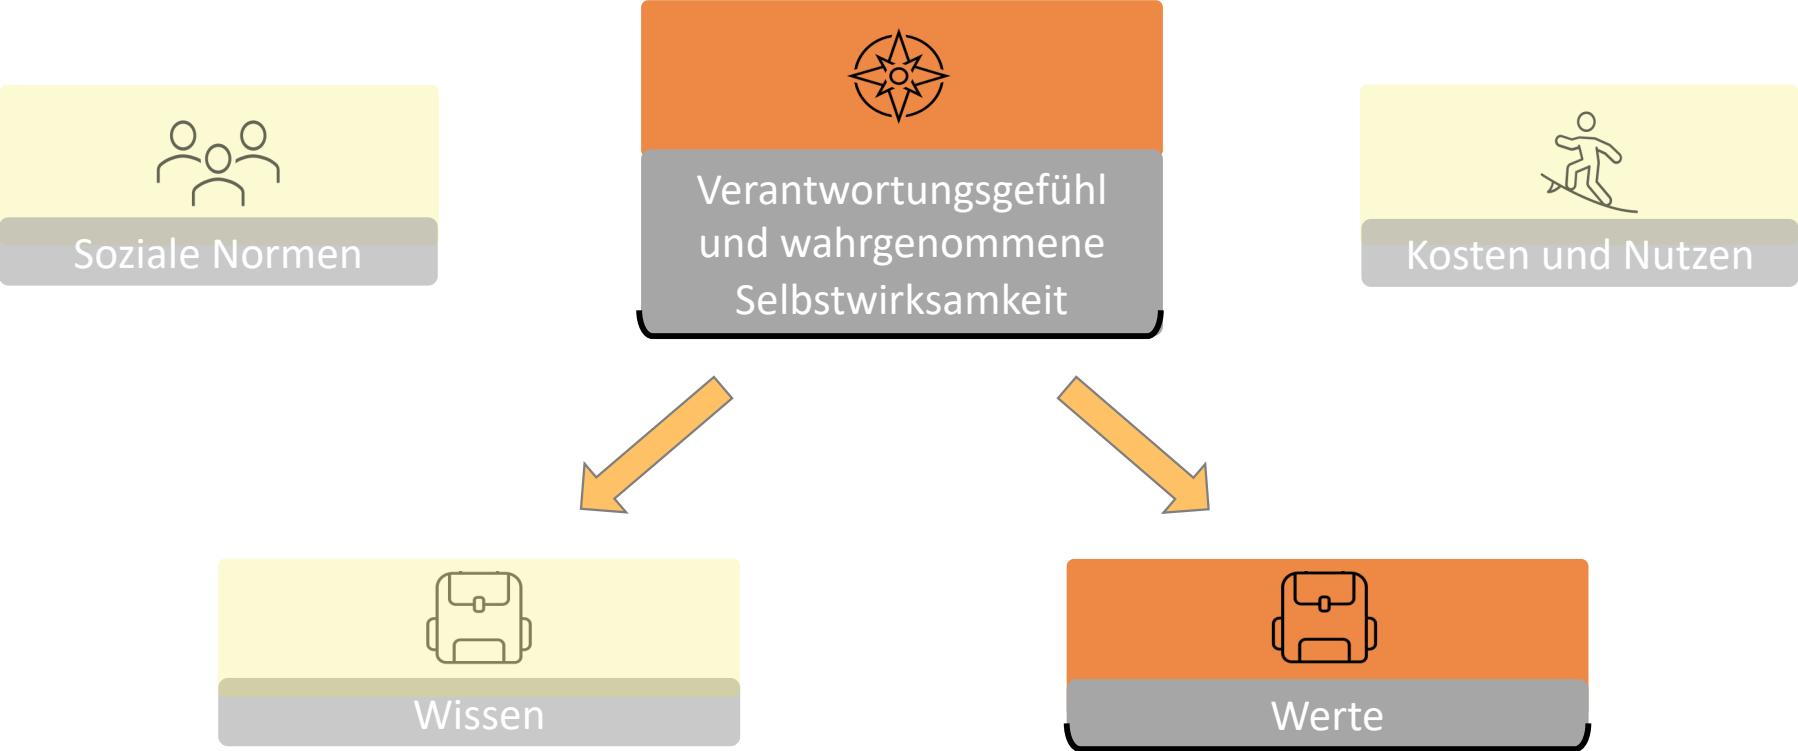 Soziale Normen
Verantwortungsgefühl
und wahrgenommene
Selbstwirksamkeit
Kosten und Nutzen
Wissen
Werte